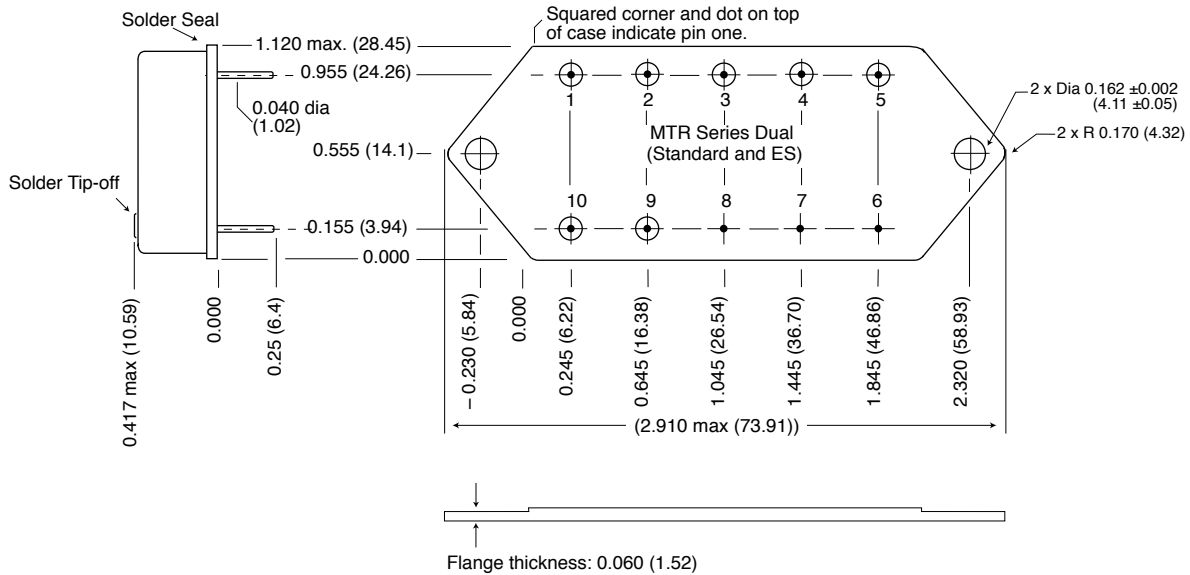 Squared corner and dot on top
of case indicate pin one.
Solder Seal
1.120 max. (28.45)
0.955 (24.26)
0.040 dia
(1.02)
0.555 (14.1)
Solder Tip-off
0.155 (3.94)
0.000
1
2
3
4
5
MTR Series Dual
(Standard and ES)
10
9
8
7
6
2 x Dia 0.162 ±0.002
(4.11 ±0.05)
2 x R 0.170 (4.32)
0.417 max (10.59)
0.000
0.25 (6.4)
– 0.230 (5.84)
0.000
0.245 (6.22)
0.645 (16.38)
1.045 (26.54)
1.445 (36.70)
1.845 (46.86)
2.320 (58.93)
(2.910 max (73.91))
Flange thickness: 0.060 (1.52)